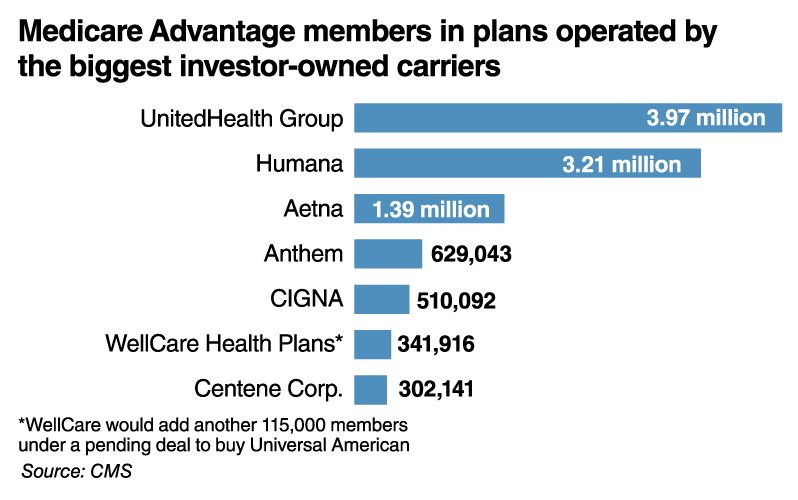 Medicare Advantage members in plans operated by
the biggest investor-owned carriers
UnitedHealth Group 3.97 million
Humana 3.21 million
Aetna 1.39 million
Anthem 629,043
CIGNA 510,092
WellCare Health Plans* 341,916
Centene Corp. 302,141
*WellCare would add another 115,000 members
under a pending deal to buy Universal American
Source: CMS